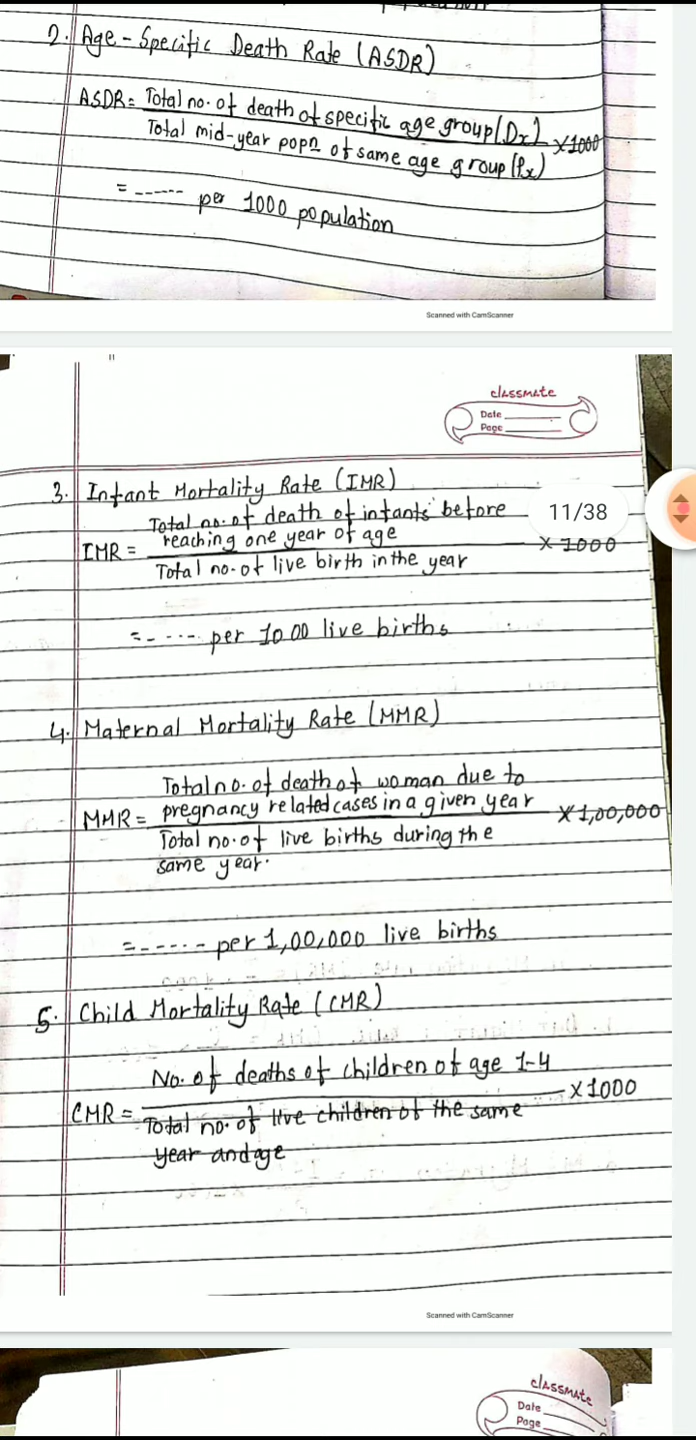 2. Age - Specific Death Rate (ASDR)
ASDR = Total no. of death of specific age group (Dx) X 1000
Total mid-year popn of same age group (Px)
= ------ per 1000 population
Scanned with CamScanner
classmate
Date
Page
3. Infant Mortality Rate (IMR)
Total no. of death of infants before
reaching one year of age
IMR = X 1000
Total no. of live birth in the year
11/38
= - ---- per 1000 live births
4. Maternal Mortality Rate (MMR)
Total no. of death of woman due to
MMR = pregnancy related cases in a given year X 1,00,000
Total no. of live births during the
same year.
= ------ per 1,00,000 live births
5. Child Mortality Rate (CMR)
No. of deaths of children of age 1-4
CMR = X 1000
Total no. of live children of the same
year and age
Scanned with CamScanner
classmate
Date
Page